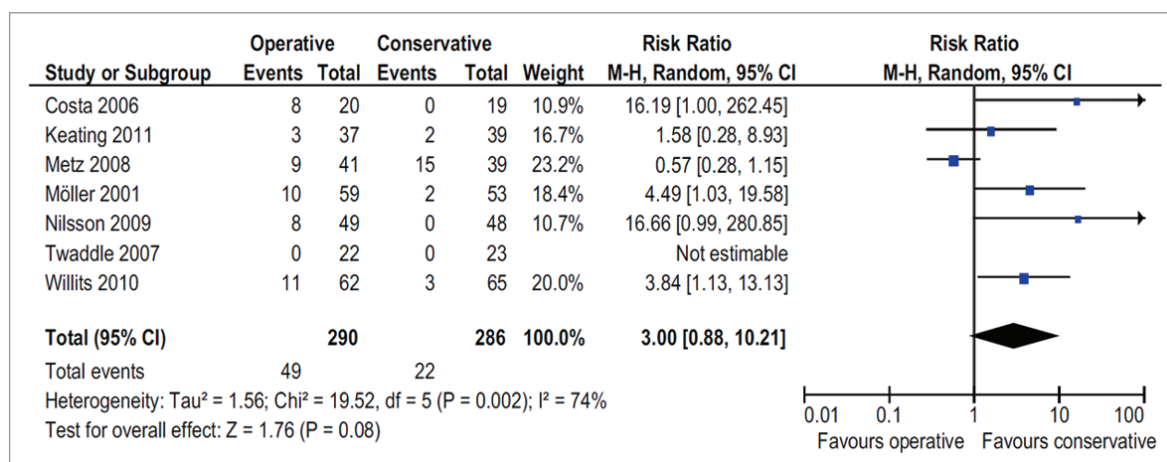 Operative Conservative Risk Ratio Risk Ratio
Study or Subgroup Events Total Events Total Weight M-H, Random, 95% CI M-H, Random, 95% CI
Costa 2006 8 20 0 19 10.9% 16.19 [1.00, 262.45]
Keating 2011 3 37 2 39 16.7% 1.58 [0.28, 8.93]
Metz 2008 9 41 15 39 23.2% 0.57 [0.28, 1.15]
Möller 2001 10 59 2 53 18.4% 4.49 [1.03, 19.58]
Nilsson 2009 8 49 0 48 10.7% 16.66 [0.99, 280.85]
Twaddle 2007 0 22 0 23 Not estimable
Willits 2010 11 62 3 65 20.0% 3.84 [1.13, 13.13]
Total (95% CI) 290 286 100.0% 3.00 [0.88, 10.21]
Total events 49 22
Heterogeneity: Tau² = 1.56; Chi² = 19.52, df = 5 (P = 0.002); I² = 74%
Test for overall effect: Z = 1.76 (P = 0.08)
0.01 0.1 1 10 100
Favours operative Favours conservative